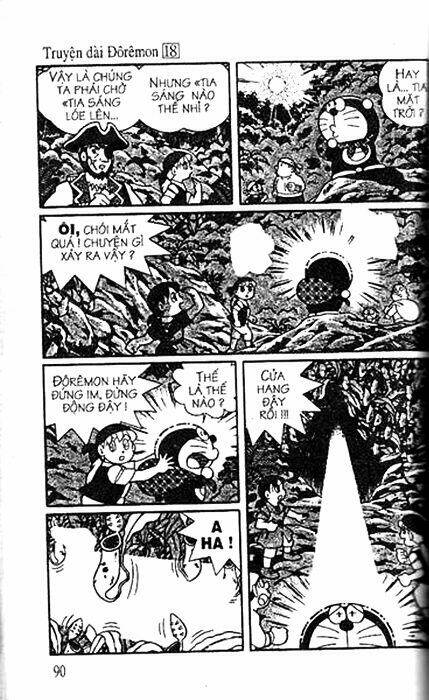 Truyện dài Đôrêmon 18
VẬY LÀ CHÚNG
TA PHẢI CHỜ
«TIA SÁNG
LÓE LÊN...
NHƯNG «TIA
SÁNG NÀO
THẾ NHỈ?
HAY
LÀ... TIA
MẶT
TRỜI?
ÔI, CHÓI MẮT
QUÁ! CHUYỆN GÌ
XẢY RA VẬY?
ĐÔRÊMON HÃY
ĐỨNG IM, ĐỪNG
ĐỘNG ĐẬY!
THẾ
LÀ THẾ
NÀO?
CỬA
HANG
ĐÂY
RỒI!!!
A
HA!
90